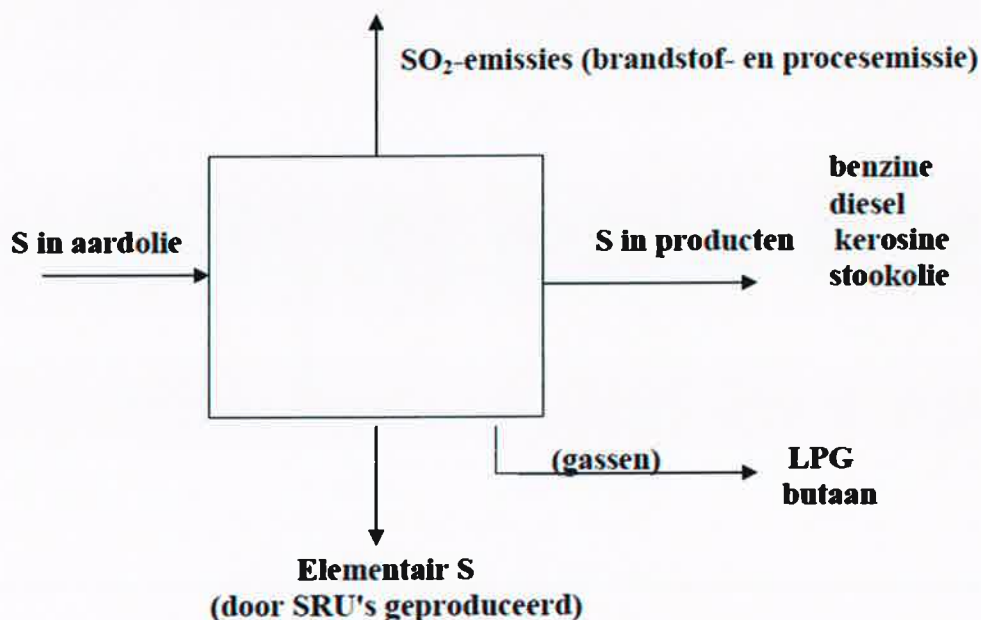 SO₂-emissies (brandstof- en procesemissie)
S in aardolie
S in producten
benzine
diesel
kerosine
stookolie
(gassen)
LPG
butaan
Elementair S
(door SRU's geproduceerd)